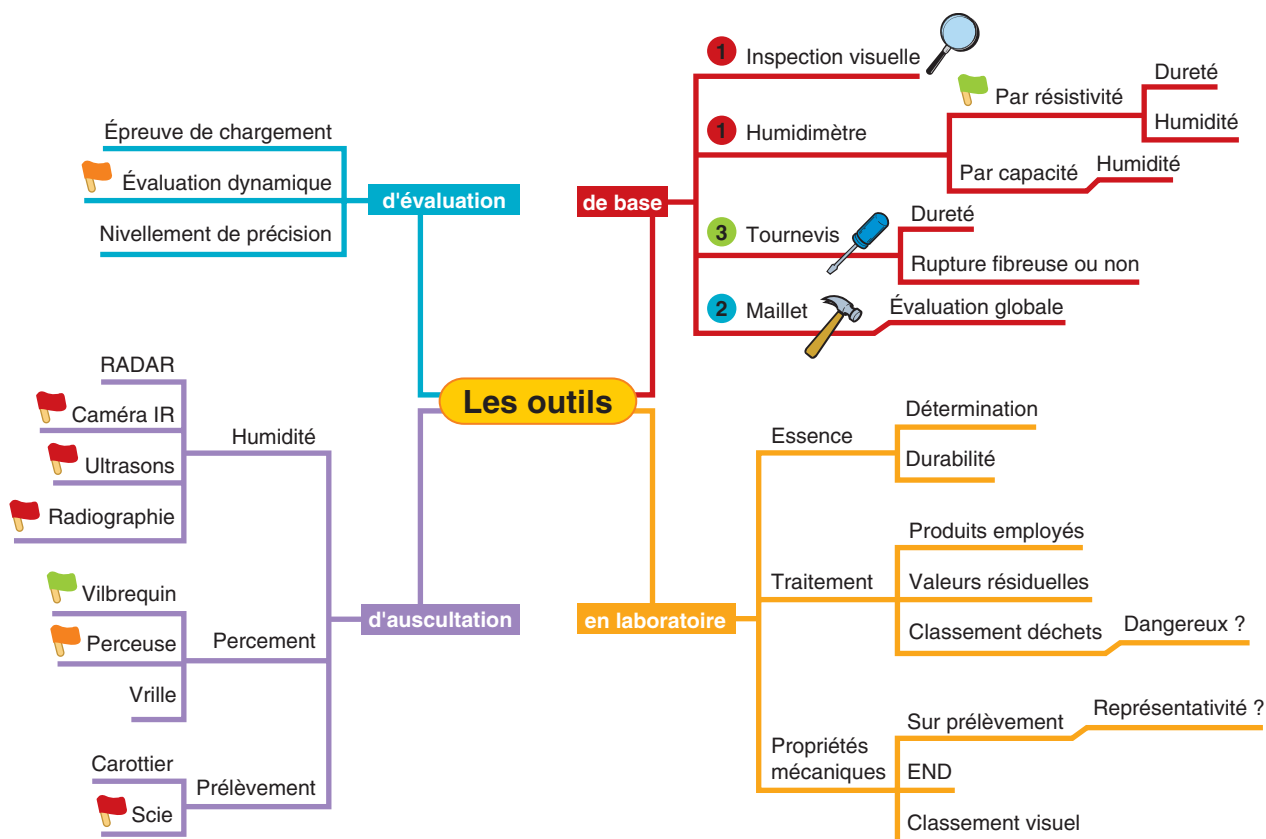 Les outils
de base
1 Inspection visuelle
1 Humidimètre
Par résistivité
Dureté
Humidité
Par capacité
Humidité
3 Tournevis
Dureté
Rupture fibreuse ou non
2 Maillet
Évaluation globale
d'évaluation
Épreuve de chargement
Évaluation dynamique
Nivellement de précision
d'auscultation
Humidité
RADAR
Caméra IR
Ultrasons
Radiographie
Percement
Vilbrequin
Perceuse
Vrille
Prélèvement
Carottier
Scie
en laboratoire
Essence
Détermination
Durabilité
Traitement
Produits employés
Valeurs résiduelles
Classement déchets
Dangereux ?
Propriétés
mécaniques
Sur prélèvement
Représentativité ?
END
Classement visuel